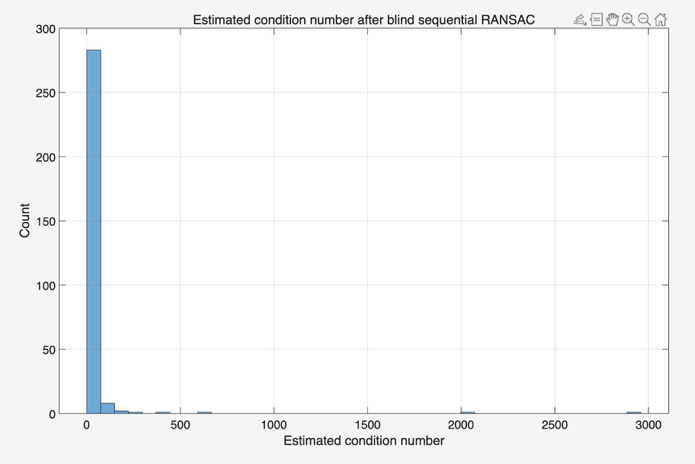 Estimated condition number after blind sequential RANSAC
300
250
200
150
100
50
0
Count
0 500 1000 1500 2000 2500 3000
Estimated condition number